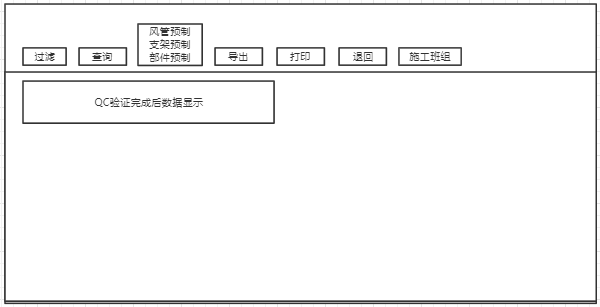 过滤
查询
风管预制
支架预制
部件预制
导出
打印
退回
施工班组
QC验证完成后数据显示